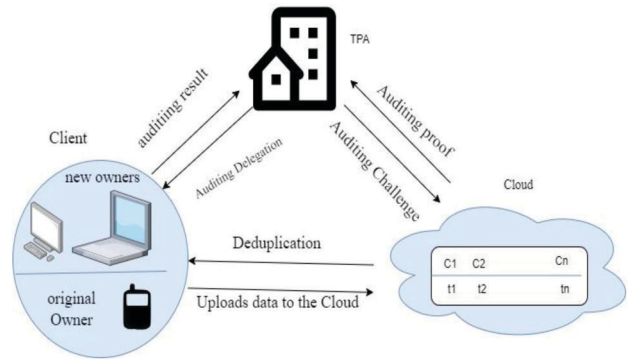 TPA
auditiing result
Auditing proof
Client
Auditing Delegation
Auditing Challenge
new owners
Cloud
Deduplication
C1 C2 Cn
t1 t2 tn
original
Owner
Uploads data to the Cloud